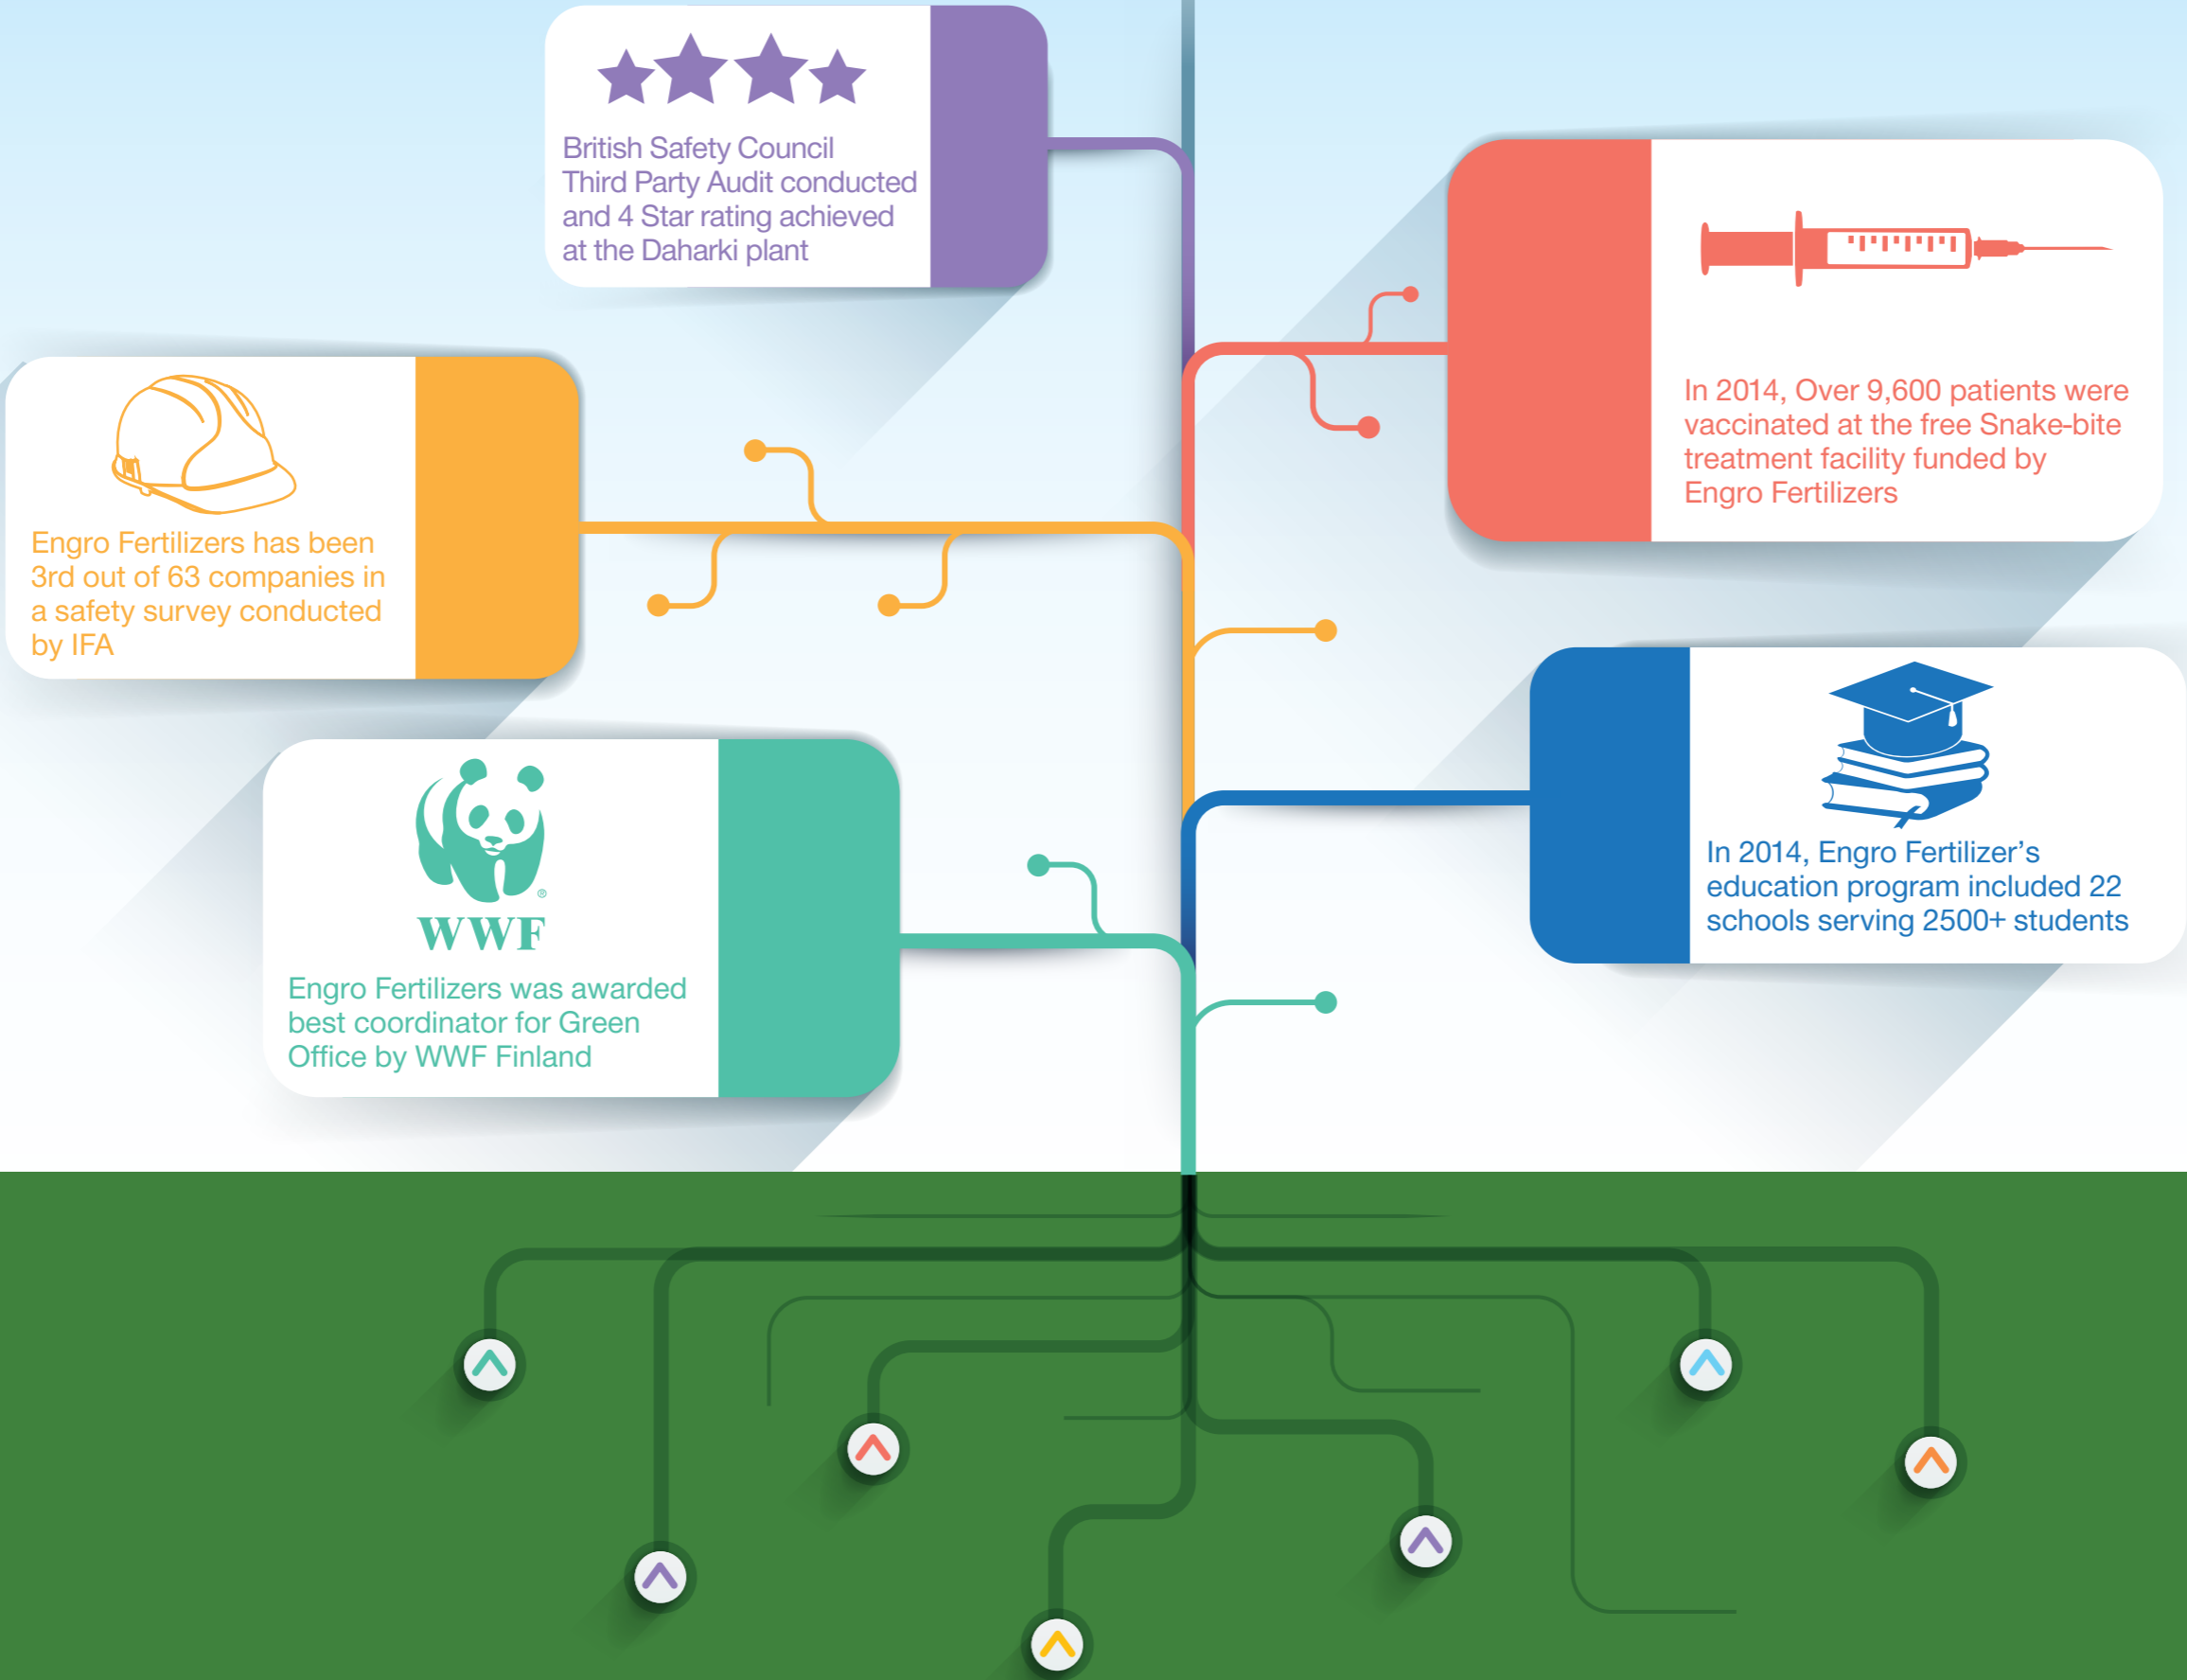 British Safety Council
Third Party Audit conducted
and 4 Star rating achieved
at the Daharki plant
In 2014, Over 9,600 patients were
vaccinated at the free Snake-bite
treatment facility funded by
Engro Fertilizers
Engro Fertilizers has been
3rd out of 63 companies in
a safety survey conducted
by IFA
In 2014, Engro Fertilizer’s
education program included 22
schools serving 2500+ students
®
WWF
Engro Fertilizers was awarded
best coordinator for Green
Office by WWF Finland